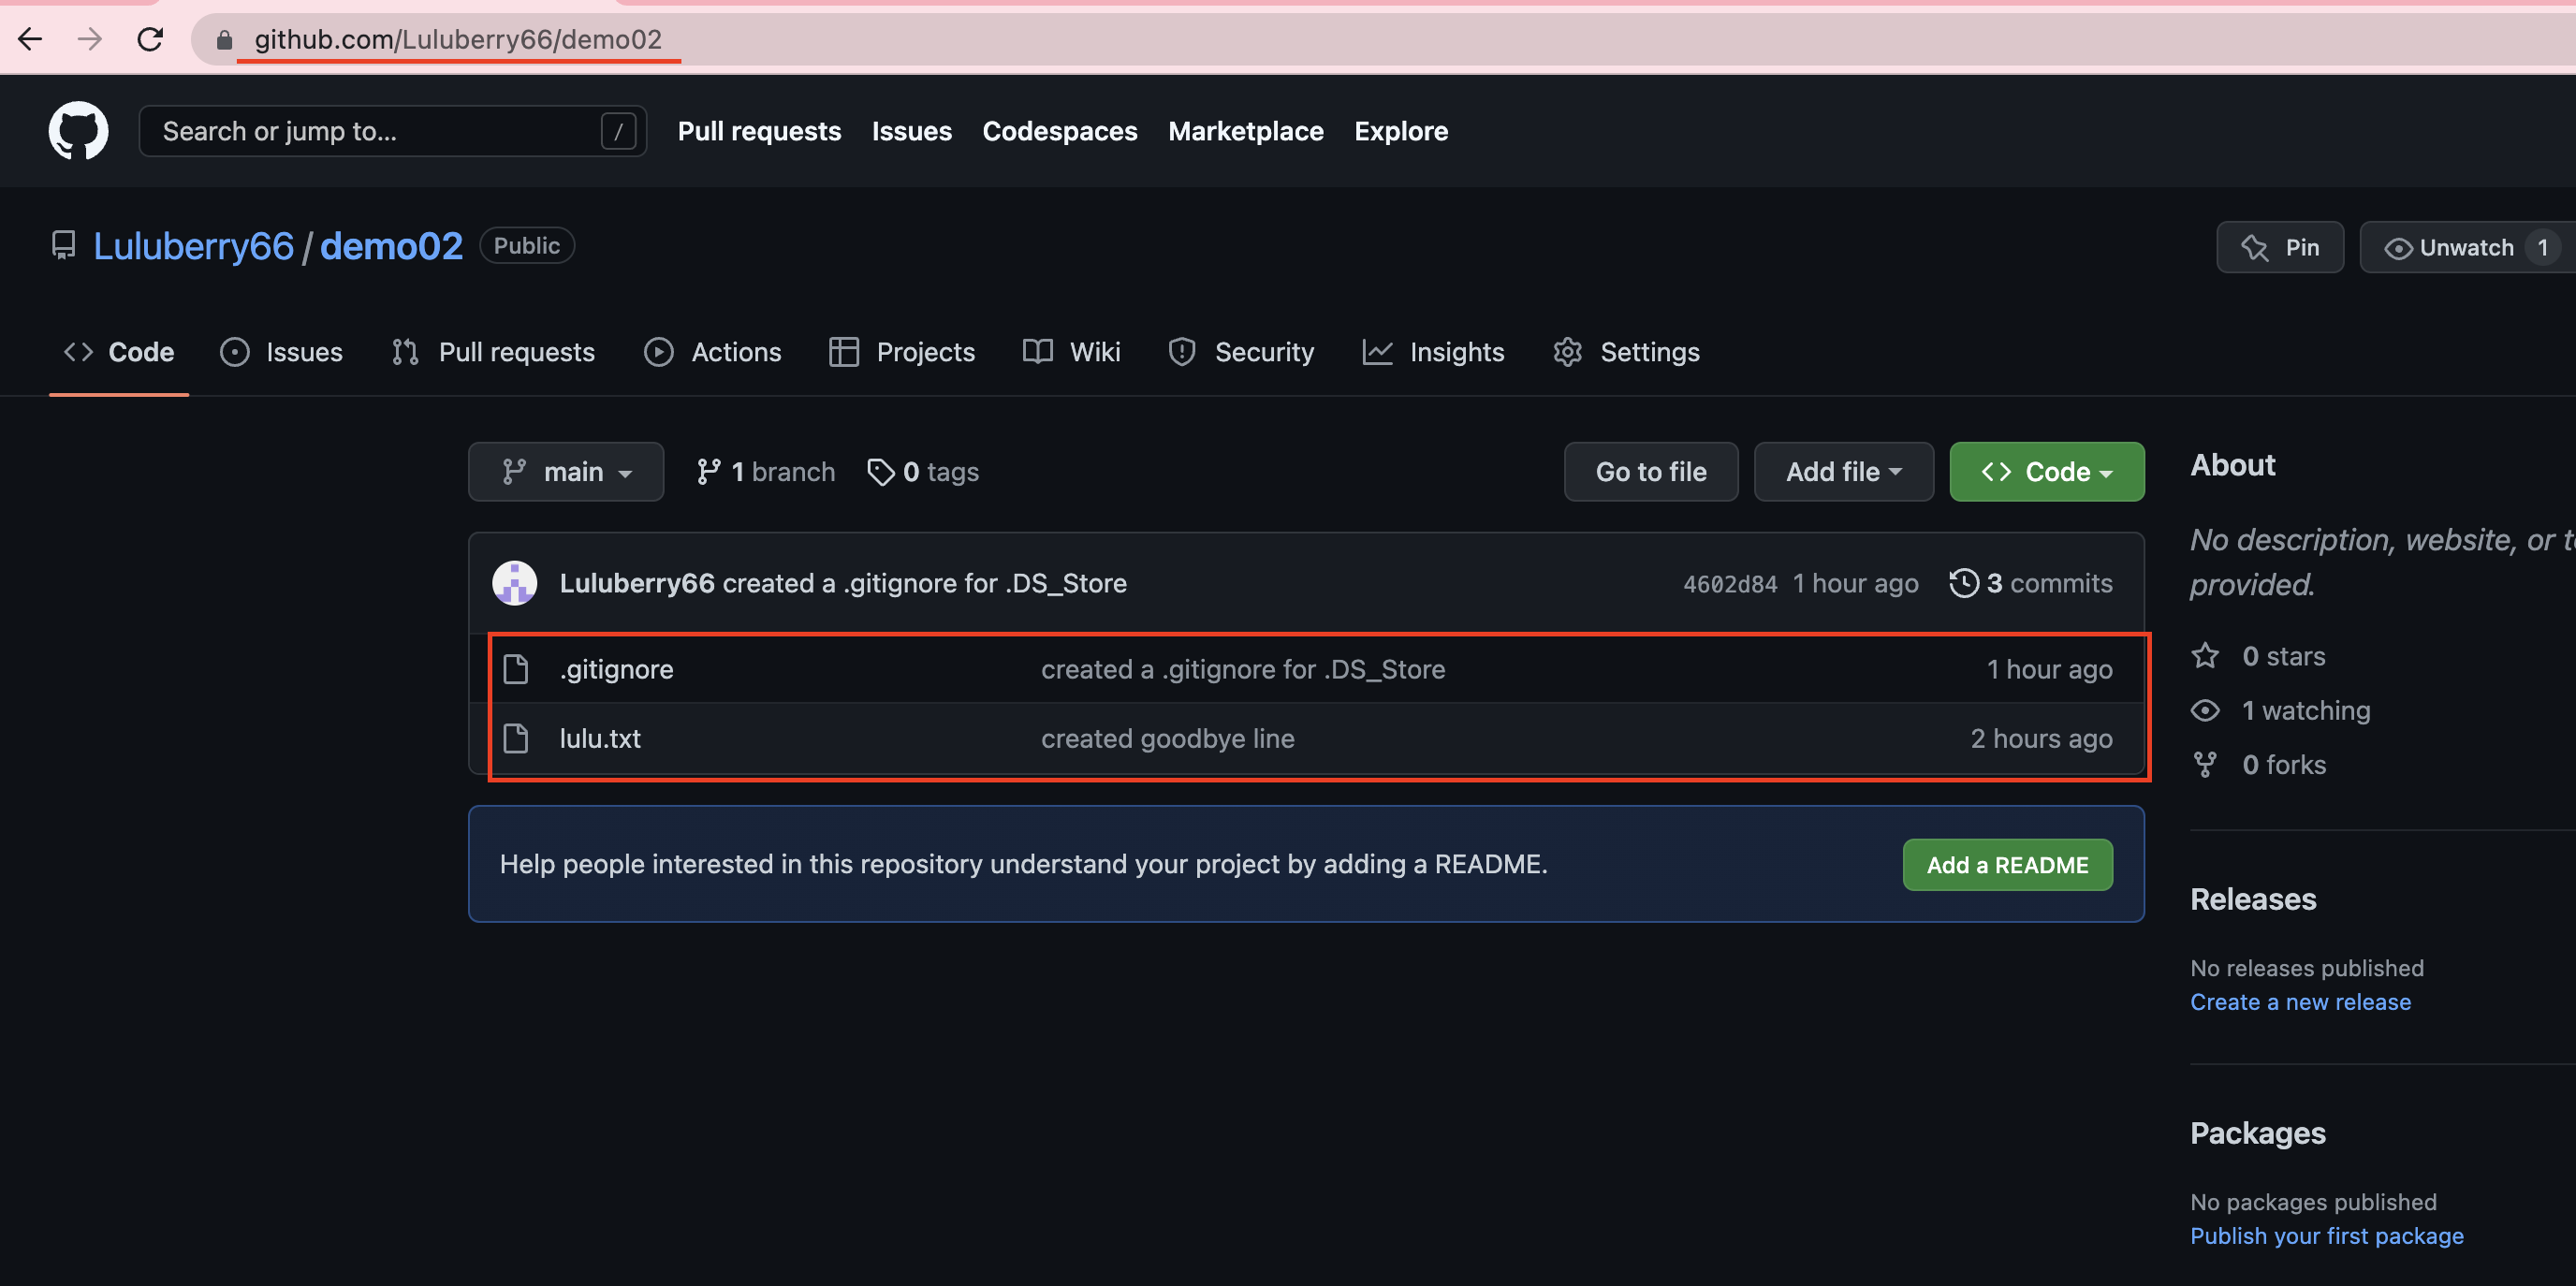 github.com/Luluberry66/demo02
Search or jump to... /
Pull requests Issues Codespaces Marketplace Explore
Luluberry66 / demo02 Public
Pin Unwatch 1
Code Issues Pull requests Actions Projects Wiki Security Insights Settings
main 1 branch 0 tags Go to file Add file Code
Luluberry66 created a .gitignore for .DS_Store 4602d84 1 hour ago 3 commits
.gitignore created a .gitignore for .DS_Store 1 hour ago
lulu.txt created goodbye line 2 hours ago
Help people interested in this repository understand your project by adding a README. Add a README
About
No description, website, or
provided.
0 stars
1 watching
0 forks
Releases
No releases published
Create a new release
Packages
No packages published
Publish your first package